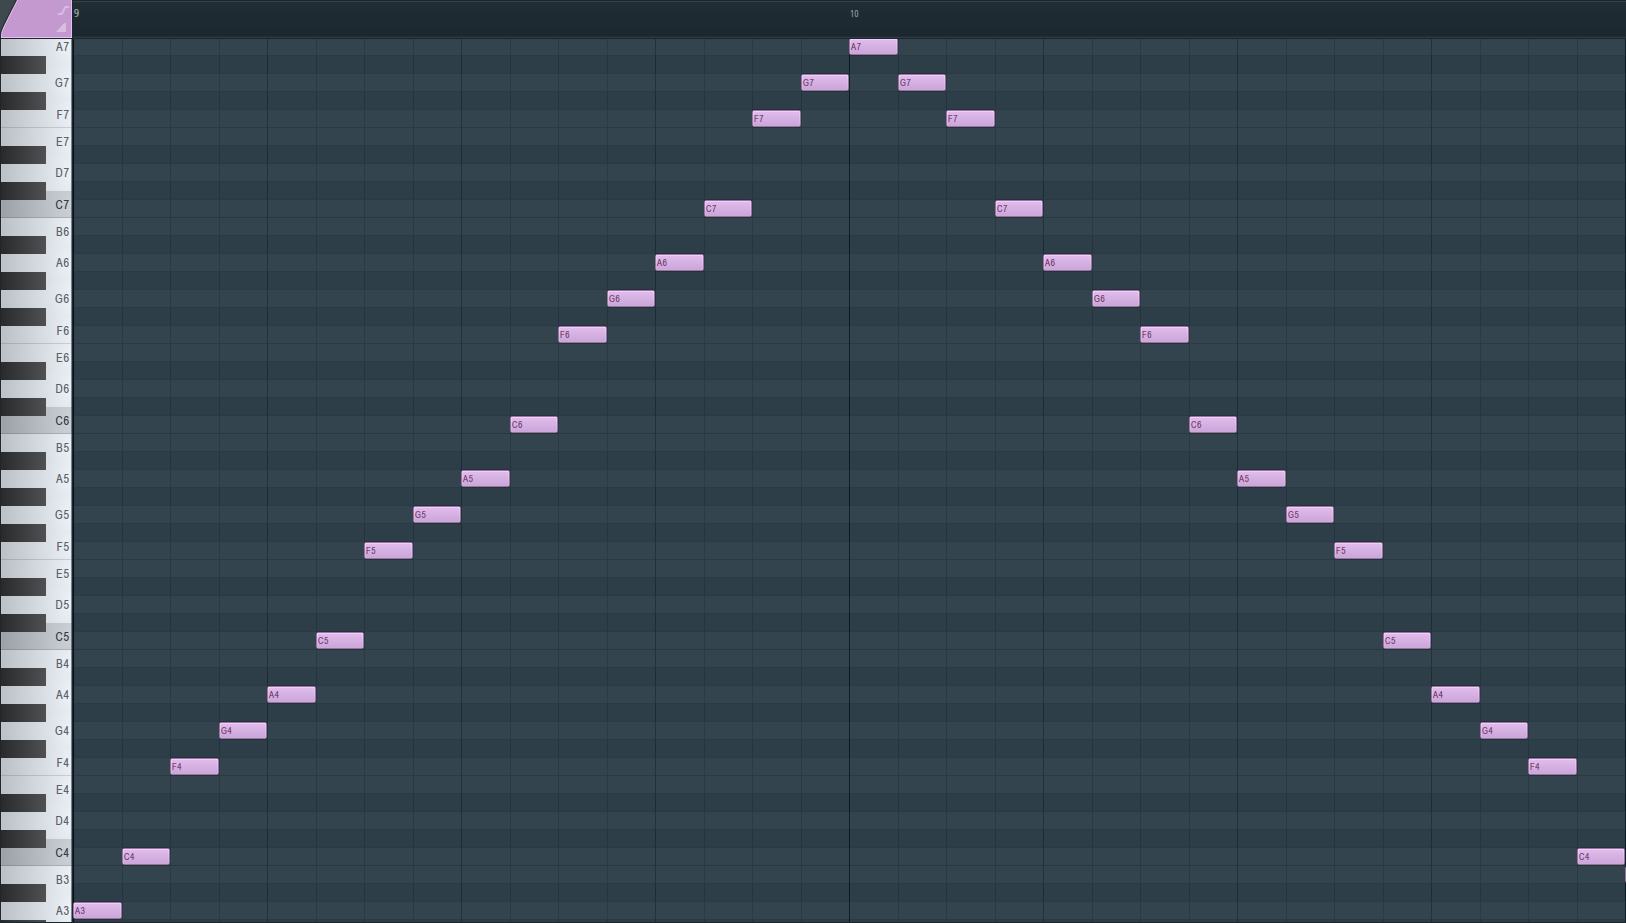 9 10
A7 A7
G7 G7 G7
F7 F7 F7
E7
D7
C7 C7 C7
B6
A6 A6 A6
G6 G6 G6
F6 F6 F6
E6
D6
C6 C6 C6
B5
A5 A5 A5
G5 G5 G5
F5 F5 F5
E5
D5
C5 C5 C5
B4
A4 A4 A4
G4 G4 G4
F4 F4 F4
E4
D4
C4 C4 C4
B3
A3 A3